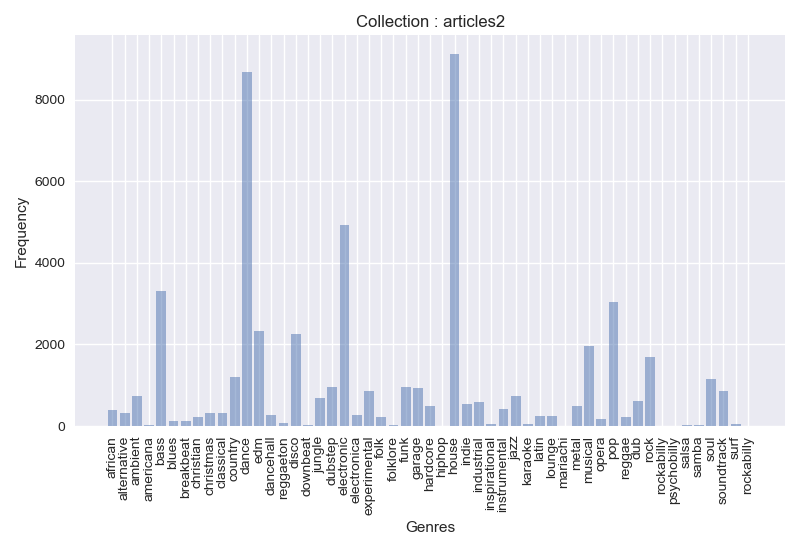 Collection : articles2
Frequency
8000
6000
4000
2000
0
african
alternative
ambient
americana
bass
blues
breakbeat
christian
christmas
classical
country
dance
edm
dancehall
reggaeton
disco
downbeat
jungle
dubstep
electronic
electronica
experimental
folk
folklore
funk
garage
hardcore
hiphop
house
indie
industrial
inspirational
instrumental
jazz
karaoke
latin
lounge
mariachi
metal
musical
opera
pop
reggae
dub
rock
rockabilly
psychobilly
salsa
samba
soul
soundtrack
surf
rockabilly
Genres